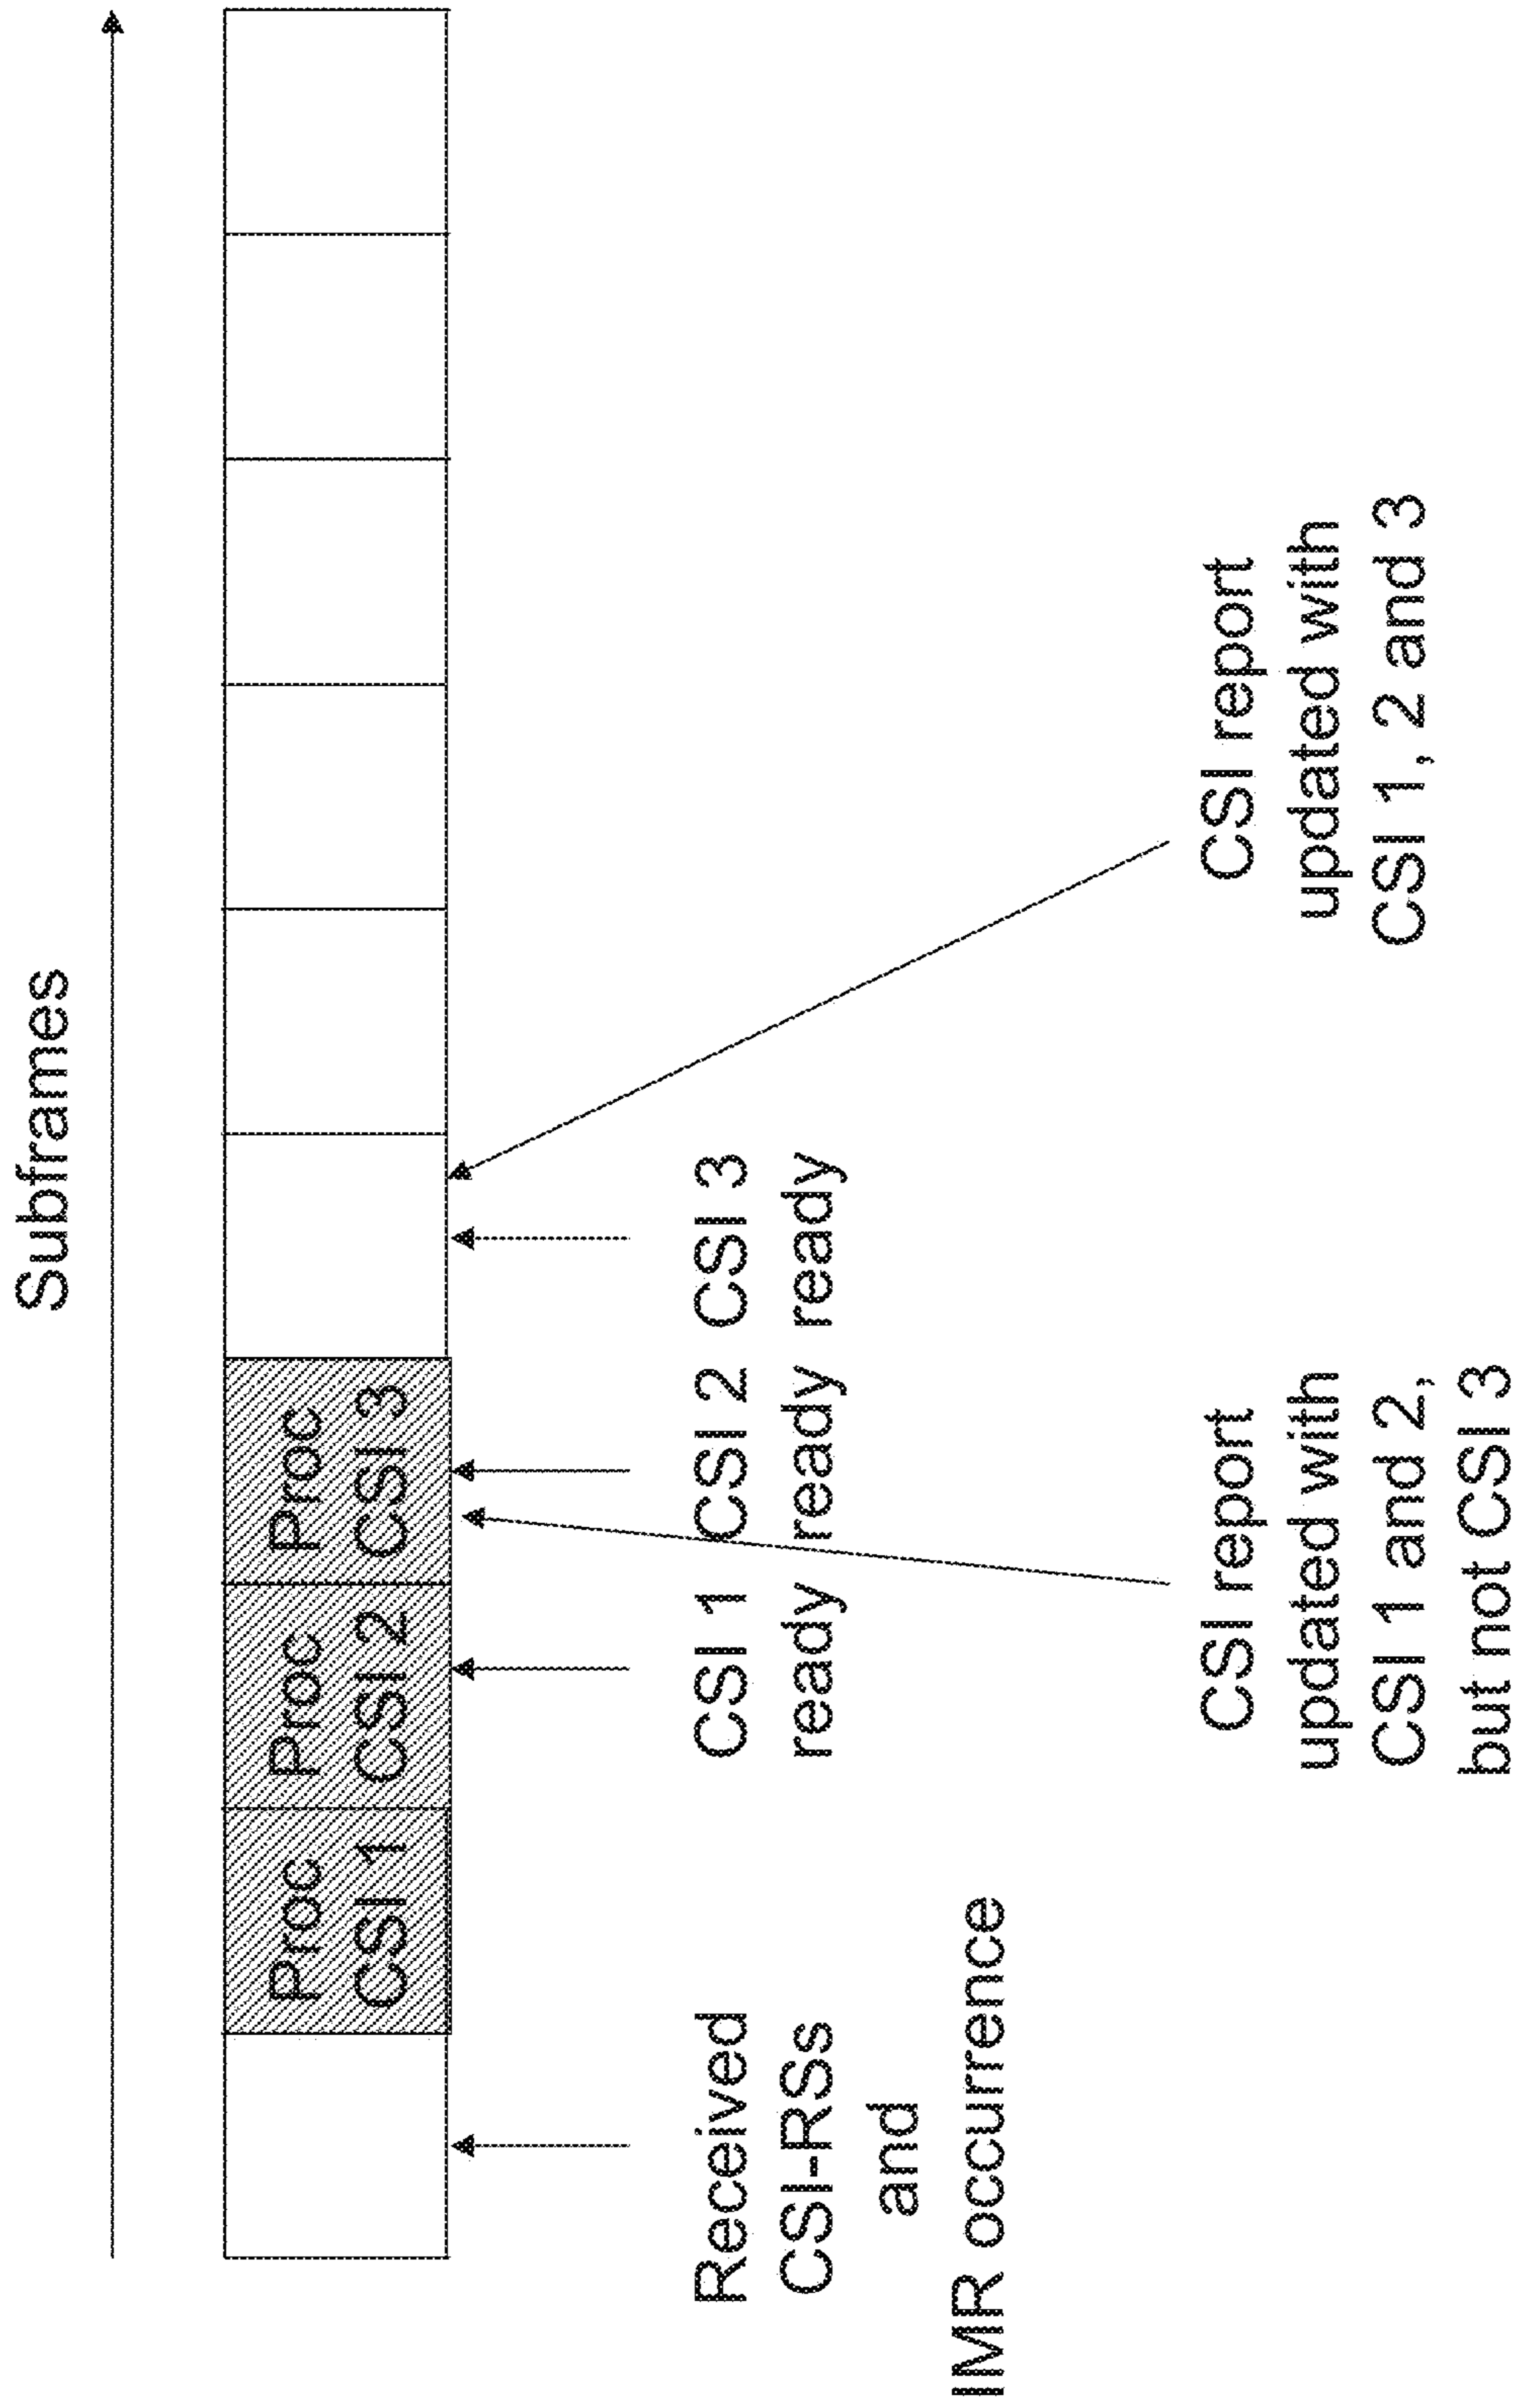 Subframes
Proc
CSI 1
Proc
CSI 2
Proc
CSI 3
Received
CSI-RSs
and
IMR occurrence
CSI 1
ready
CSI 2
ready
CSI 3
ready
CSI report
updated with
CSI 1 and 2,
but not CSI 3
CSI report
updated with
CSI 1, 2 and 3